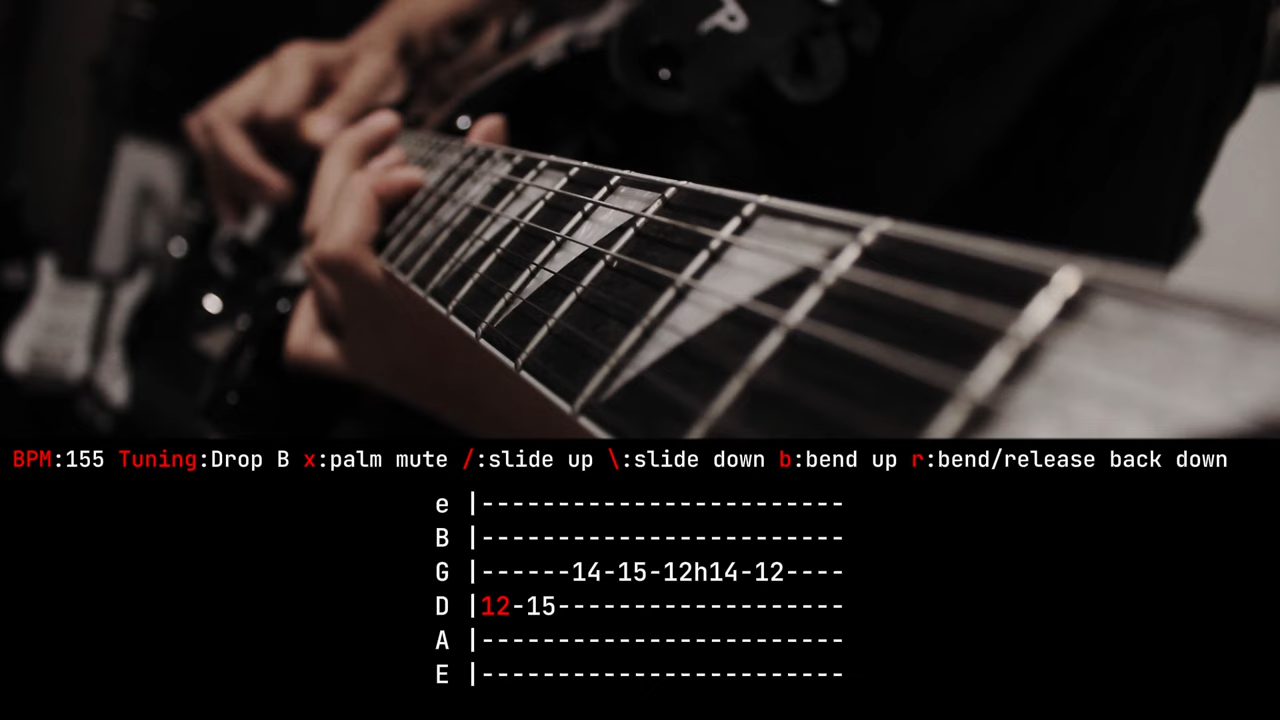 BPM:155 Tuning:Drop B x:palm mute /:slide up \:slide down b:bend up r:bend/release back down
e |------------------------
B |------------------------
G |------14-15-12h14-12----
D |12-15-------------------
A |------------------------
E |------------------------